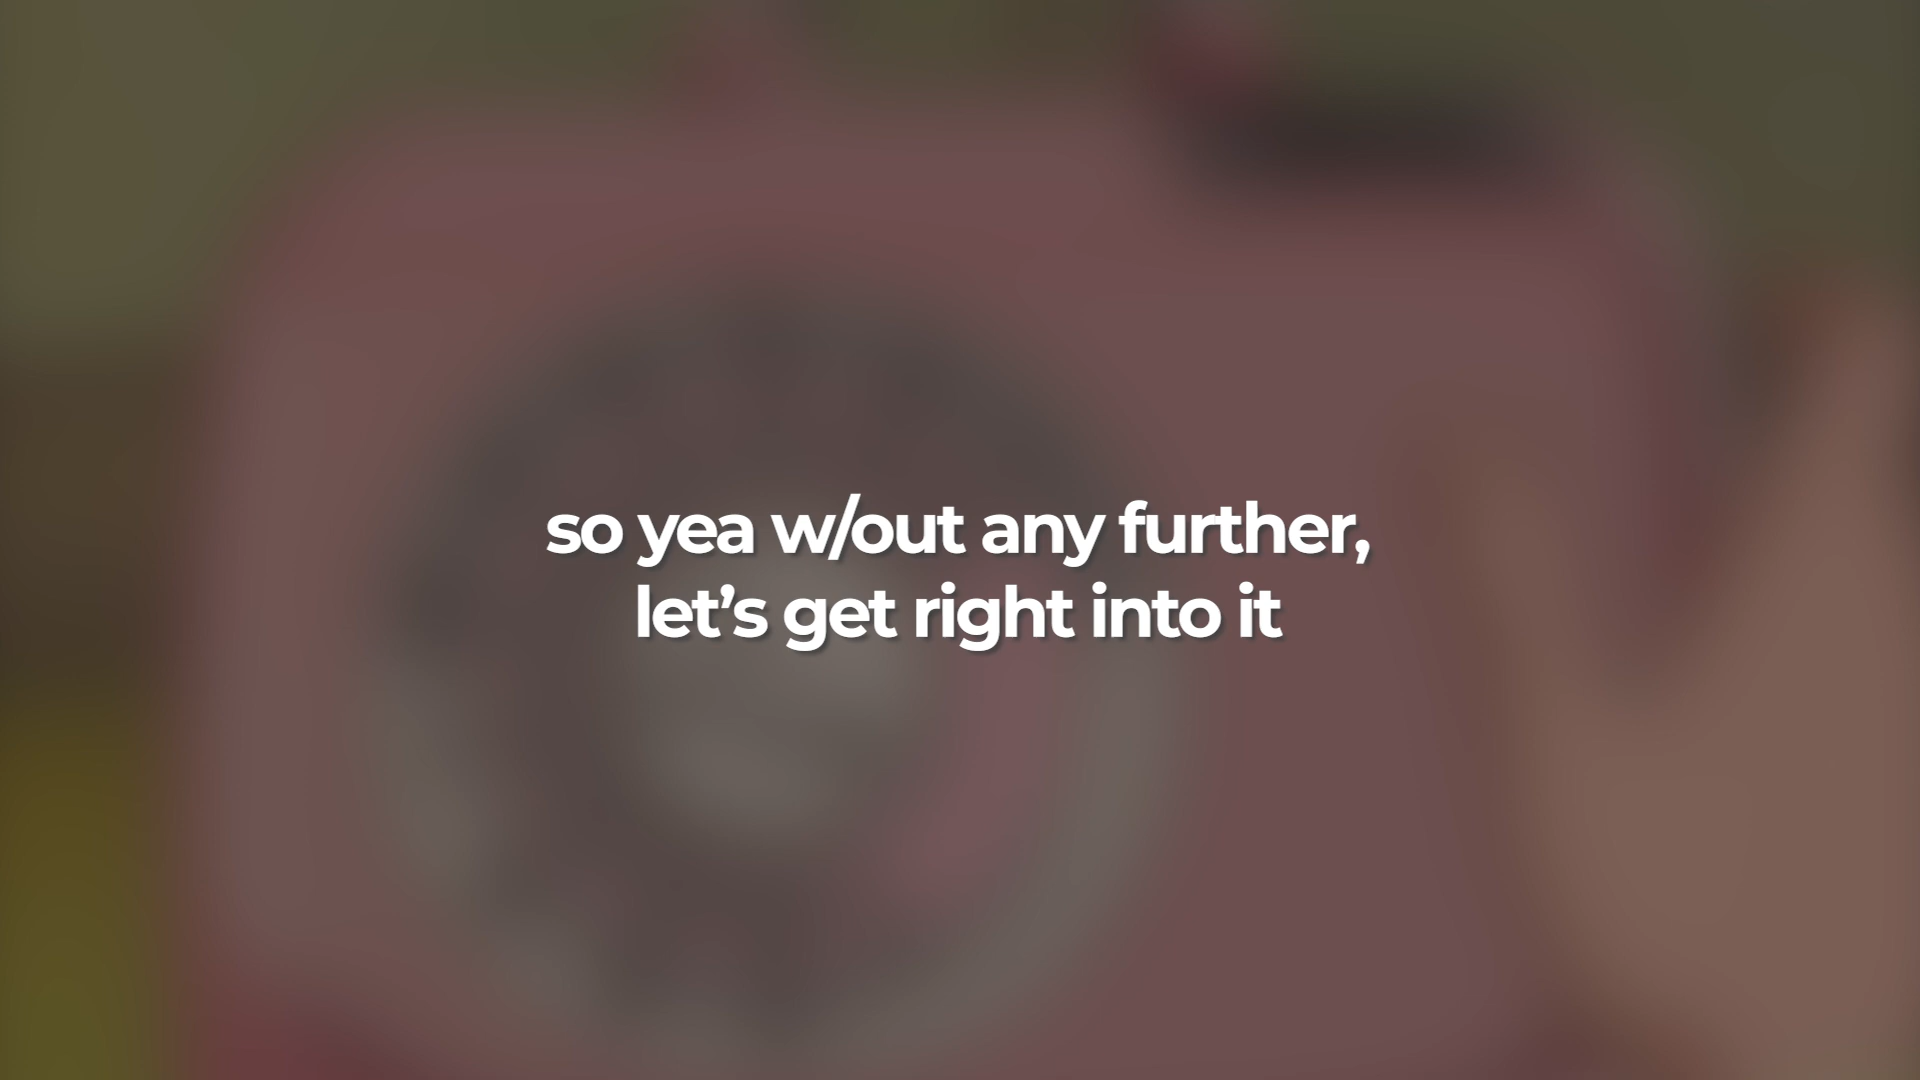 so yea w/out any further,
let’s get right into it